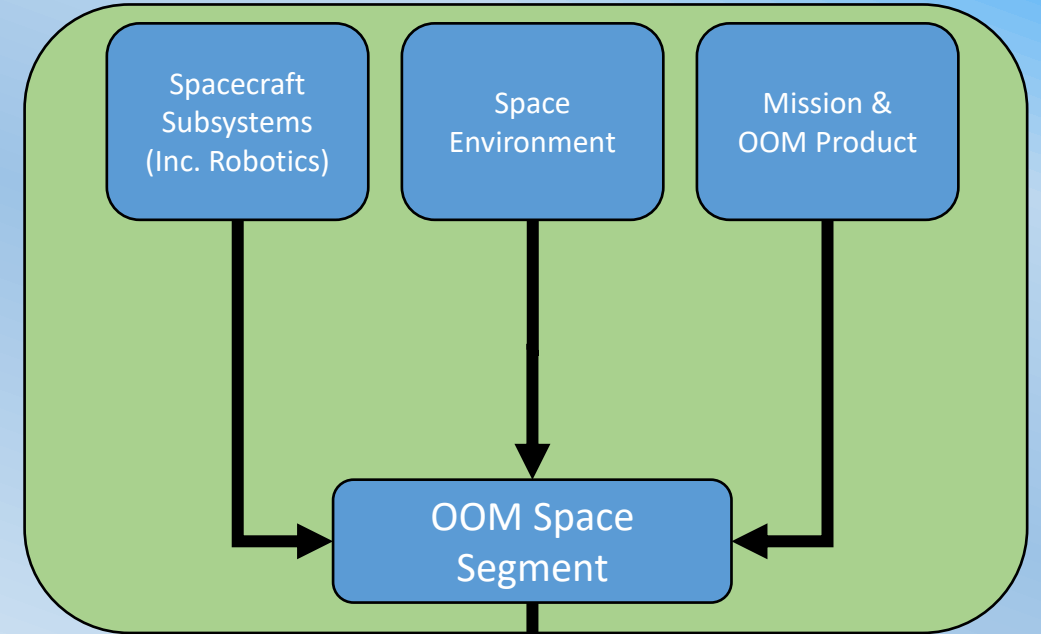 Spacecraft
Subsystems
(Inc. Robotics)
Space
Environment
Mission &
OOM Product
OOM Space
Segment